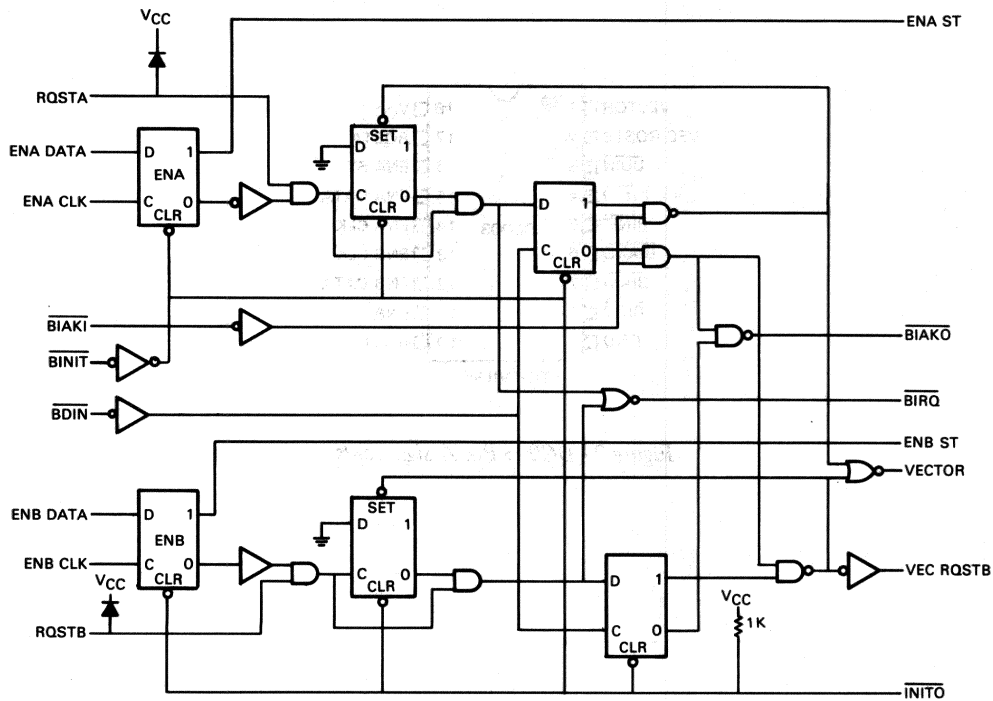 VCC
ENA ST
RQSTA
SET
D 1
ENA DATA
D 1
ENA
ENA CLK
C 0
CLR
C 0
CLR
D 1
C 0
CLR
BIAKI
BIAKO
BINIT
BIRQ
BDIN
ENB ST
VECTOR
SET
D 1
ENB DATA
D 1
ENB
ENB CLK
C 0
CLR
C 0
CLR
D 1
VEC RQSTB
VCC
VCC
1K
RQSTB
C 0
CLR
INITO